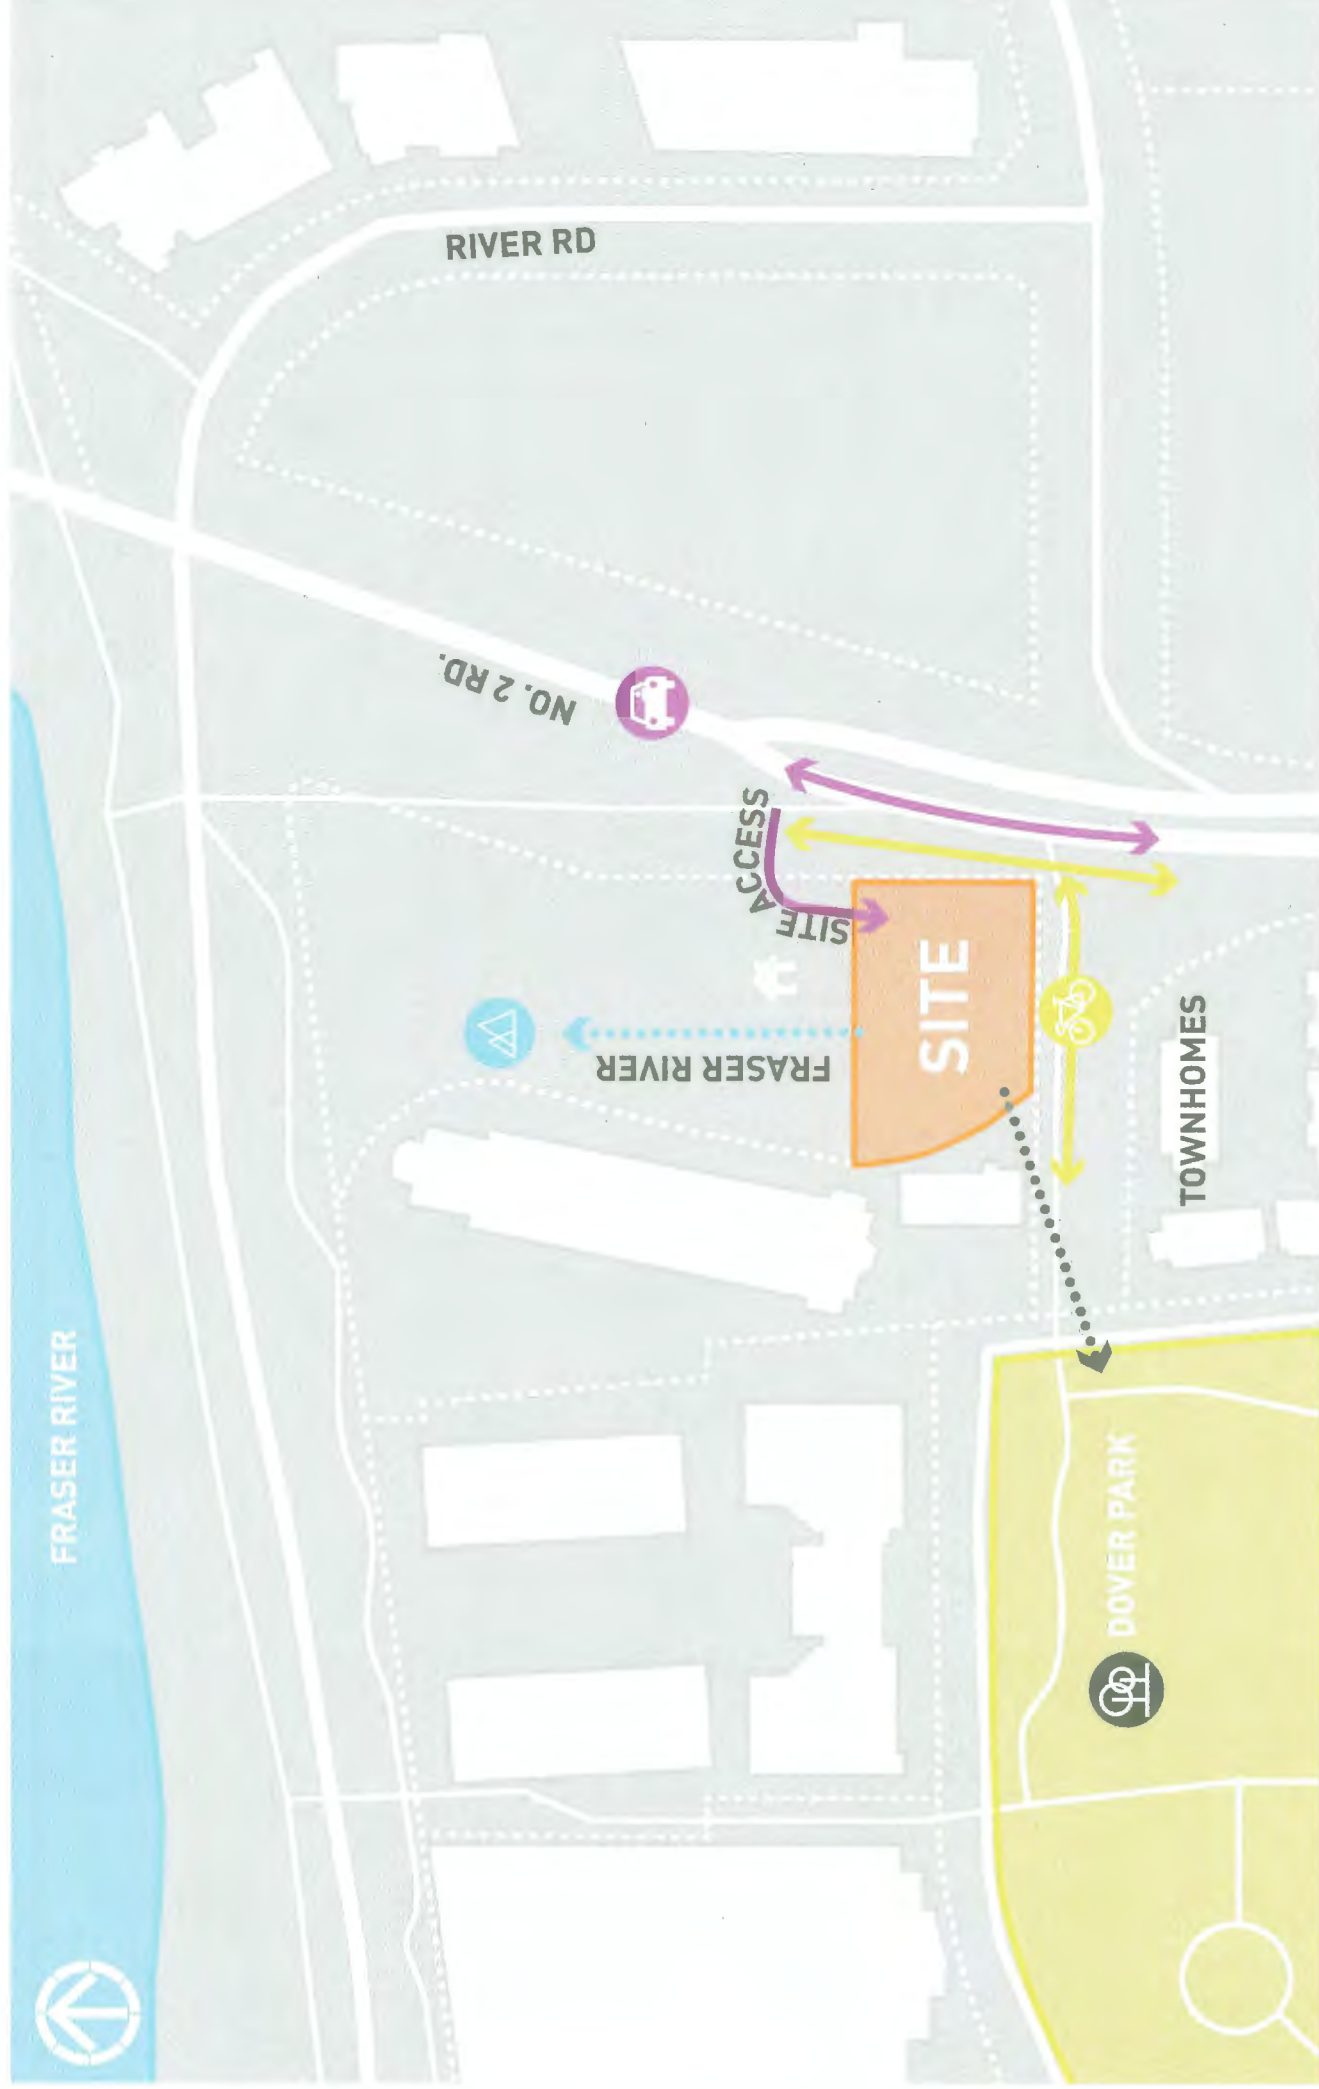 FRASER RIVER
RIVER RD
NO. 2 RD.
SITE ACCESS
FRASER RIVER
SITE
TOWNHOMES
DOVER PARK